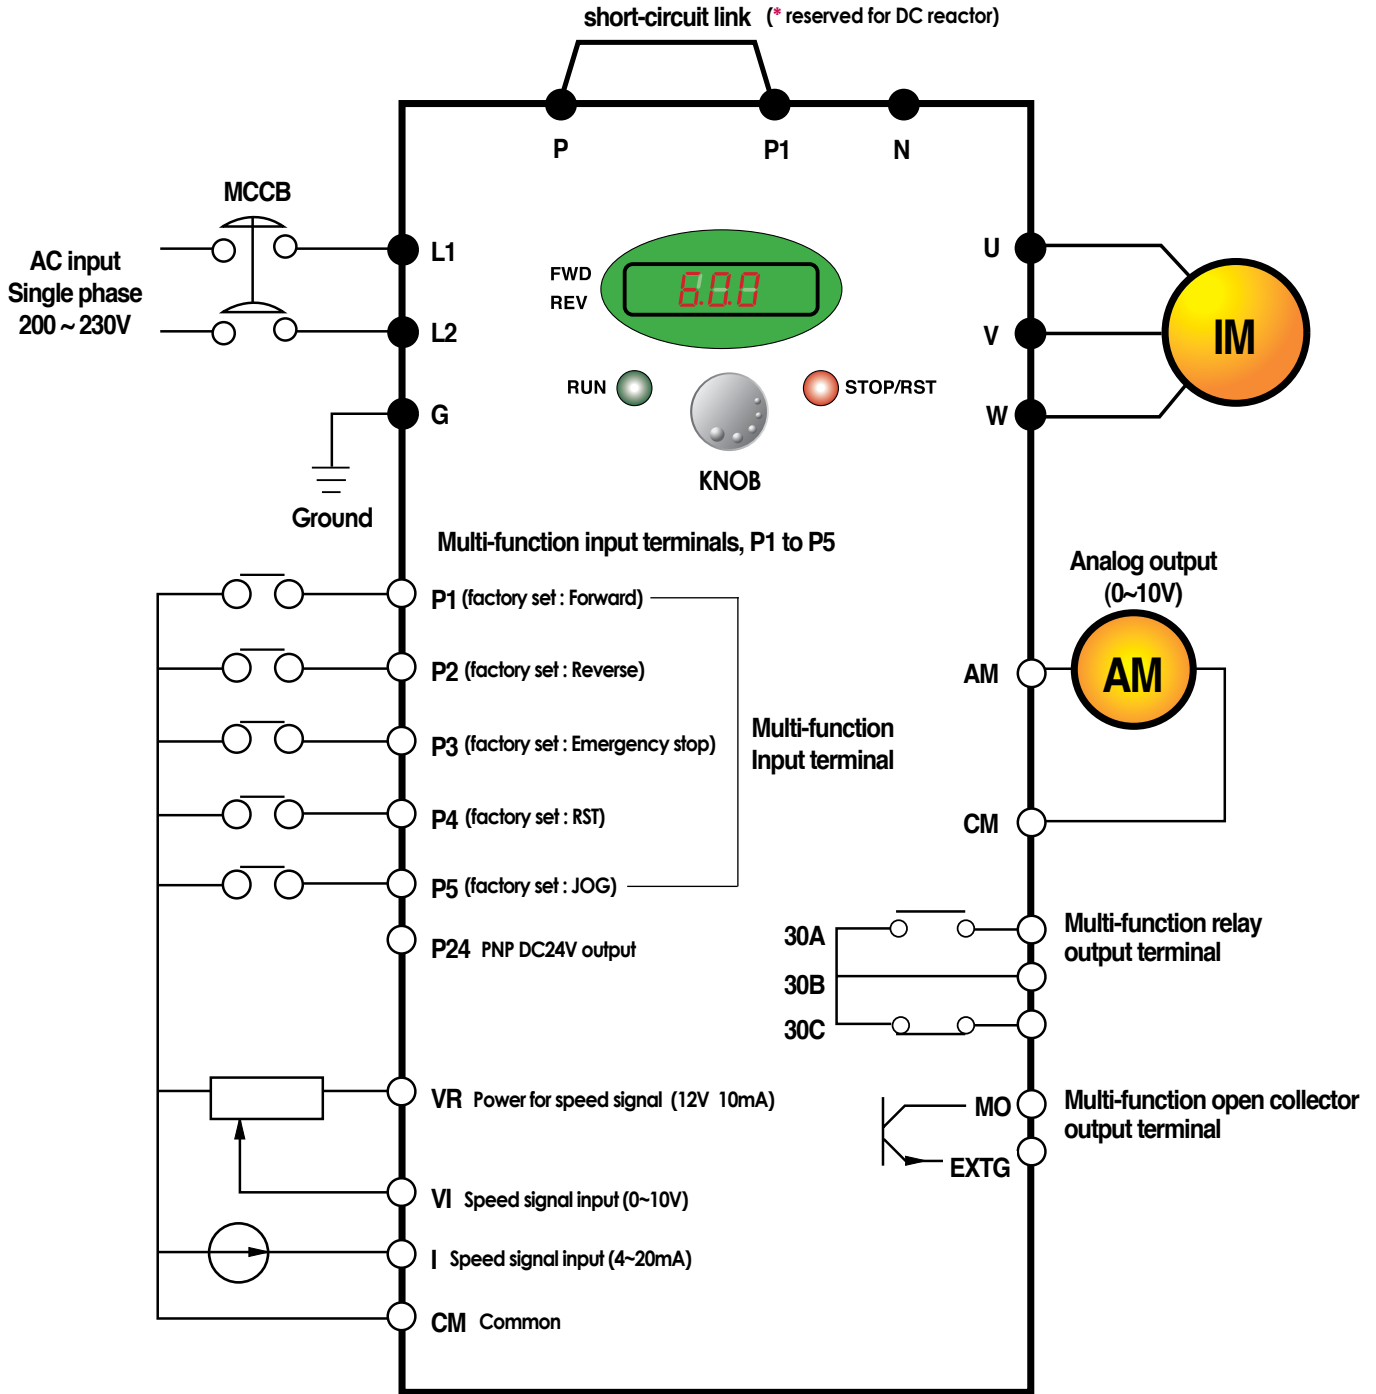 short-circuit link (* reserved for DC reactor)
P
P1
N
MCCB
AC input
Single phase
200 ~ 230V
L1
L2
G
Ground
FWD
REV
6.0.0
RUN
STOP/RST
KNOB
U
V
W
IM
Multi-function input terminals, P1 to P5
P1 (factory set : Forward)
P2 (factory set : Reverse)
P3 (factory set : Emergency stop)
P4 (factory set : RST)
P5 (factory set : JOG)
Multi-function
Input terminal
P24 PNP DC24V output
VR Power for speed signal (12V 10mA)
VI Speed signal input (0~10V)
I Speed signal input (4~20mA)
CM Common
Analog output
(0~10V)
AM
AM
CM
30A
30B
30C
Multi-function relay
output terminal
MO
EXTG
Multi-function open collector
output terminal